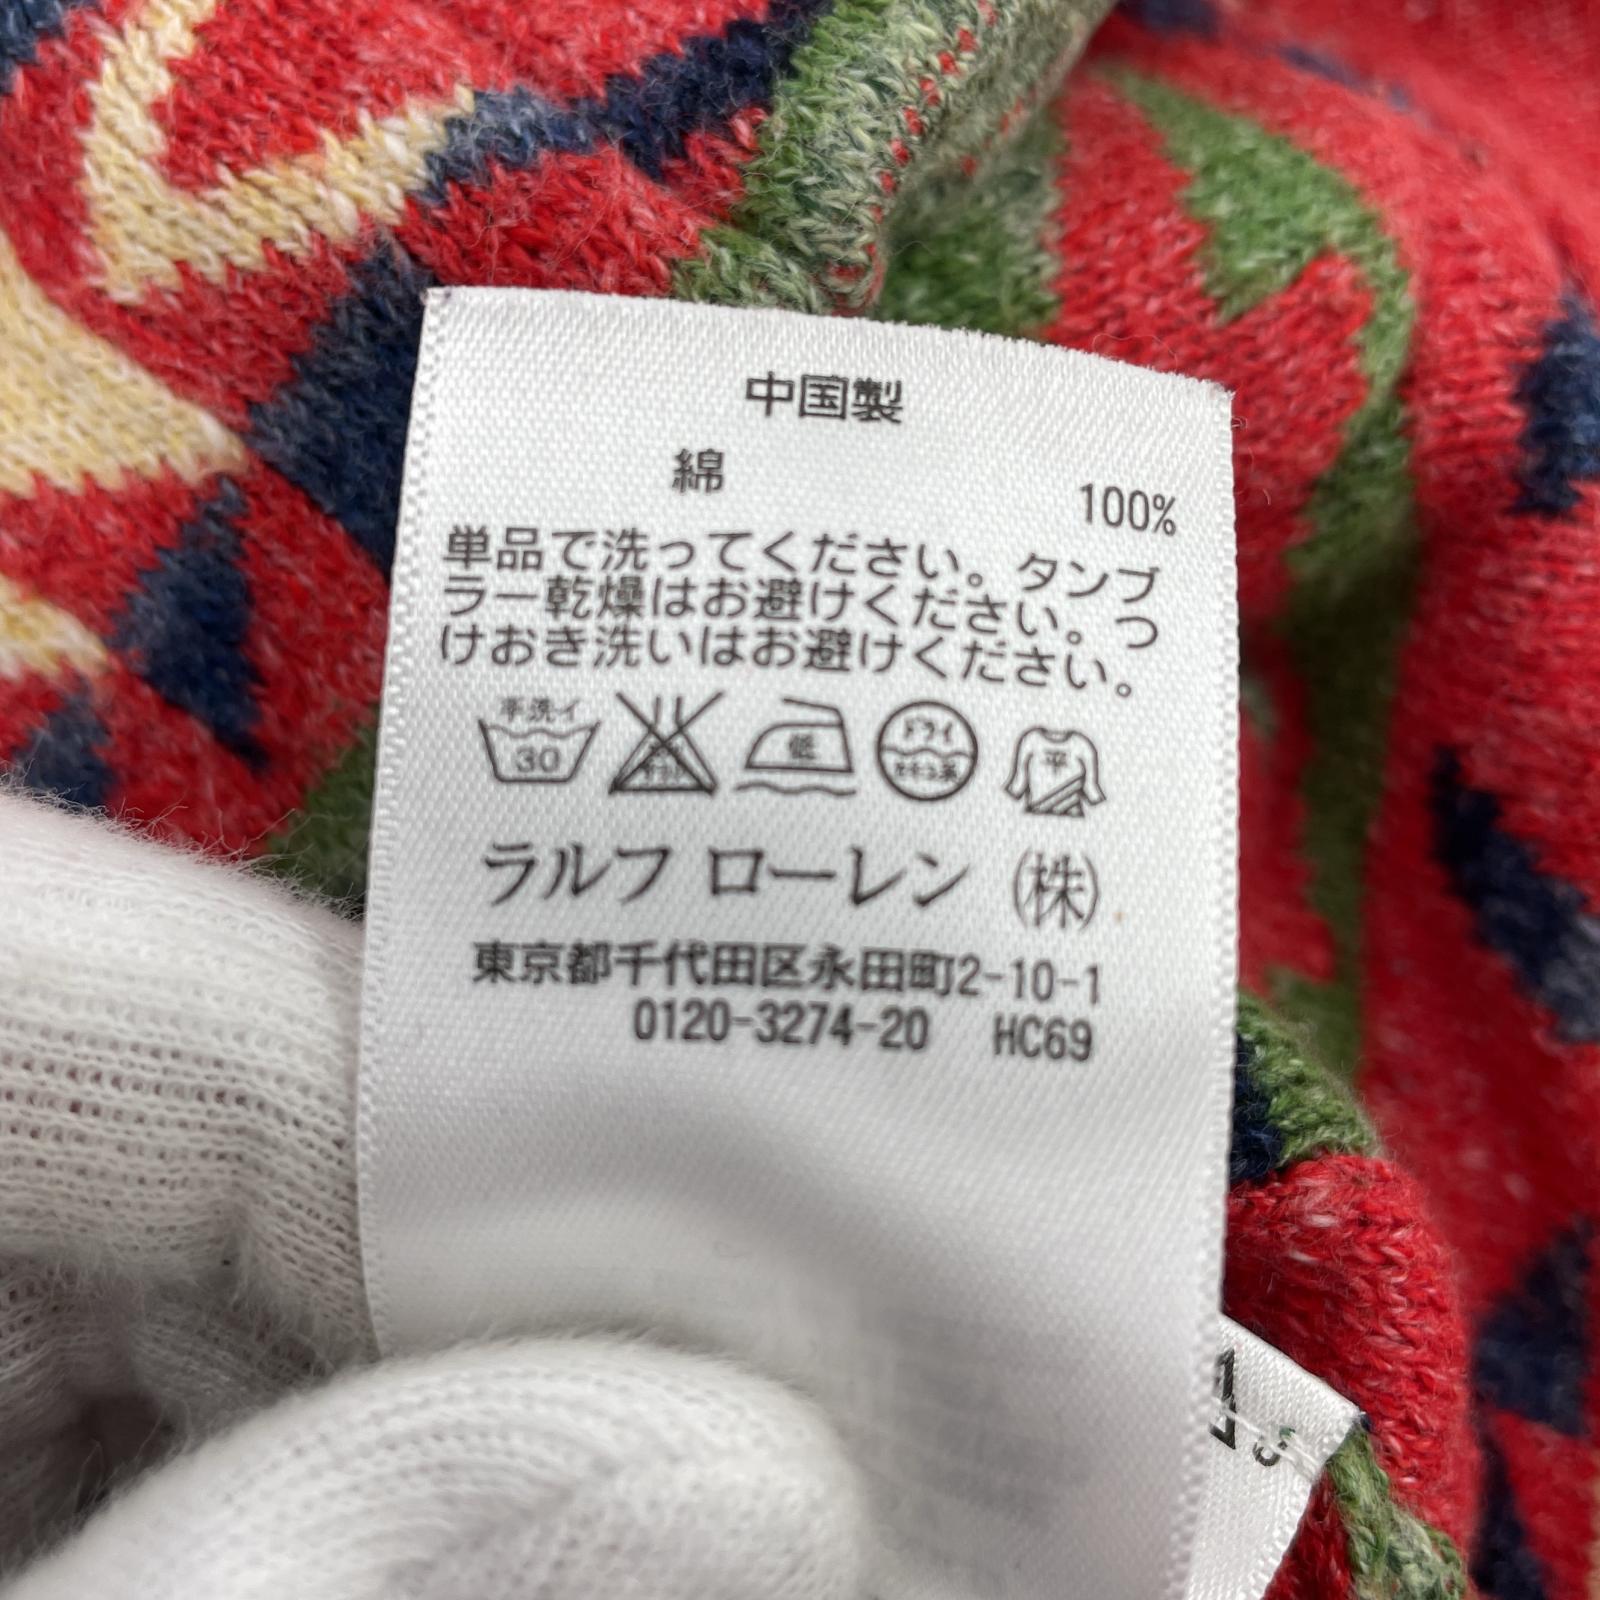 中国製
綿 100%
単品で洗ってください。タンブ
ラー乾燥はお避けください。つ
けおき洗いはお避けください。
手洗イ
30
低
ドライ
セキユ系
平
ラルフ ローレン ㈱
東京都千代田区永田町2-10-1
0120-3274-20 HC69